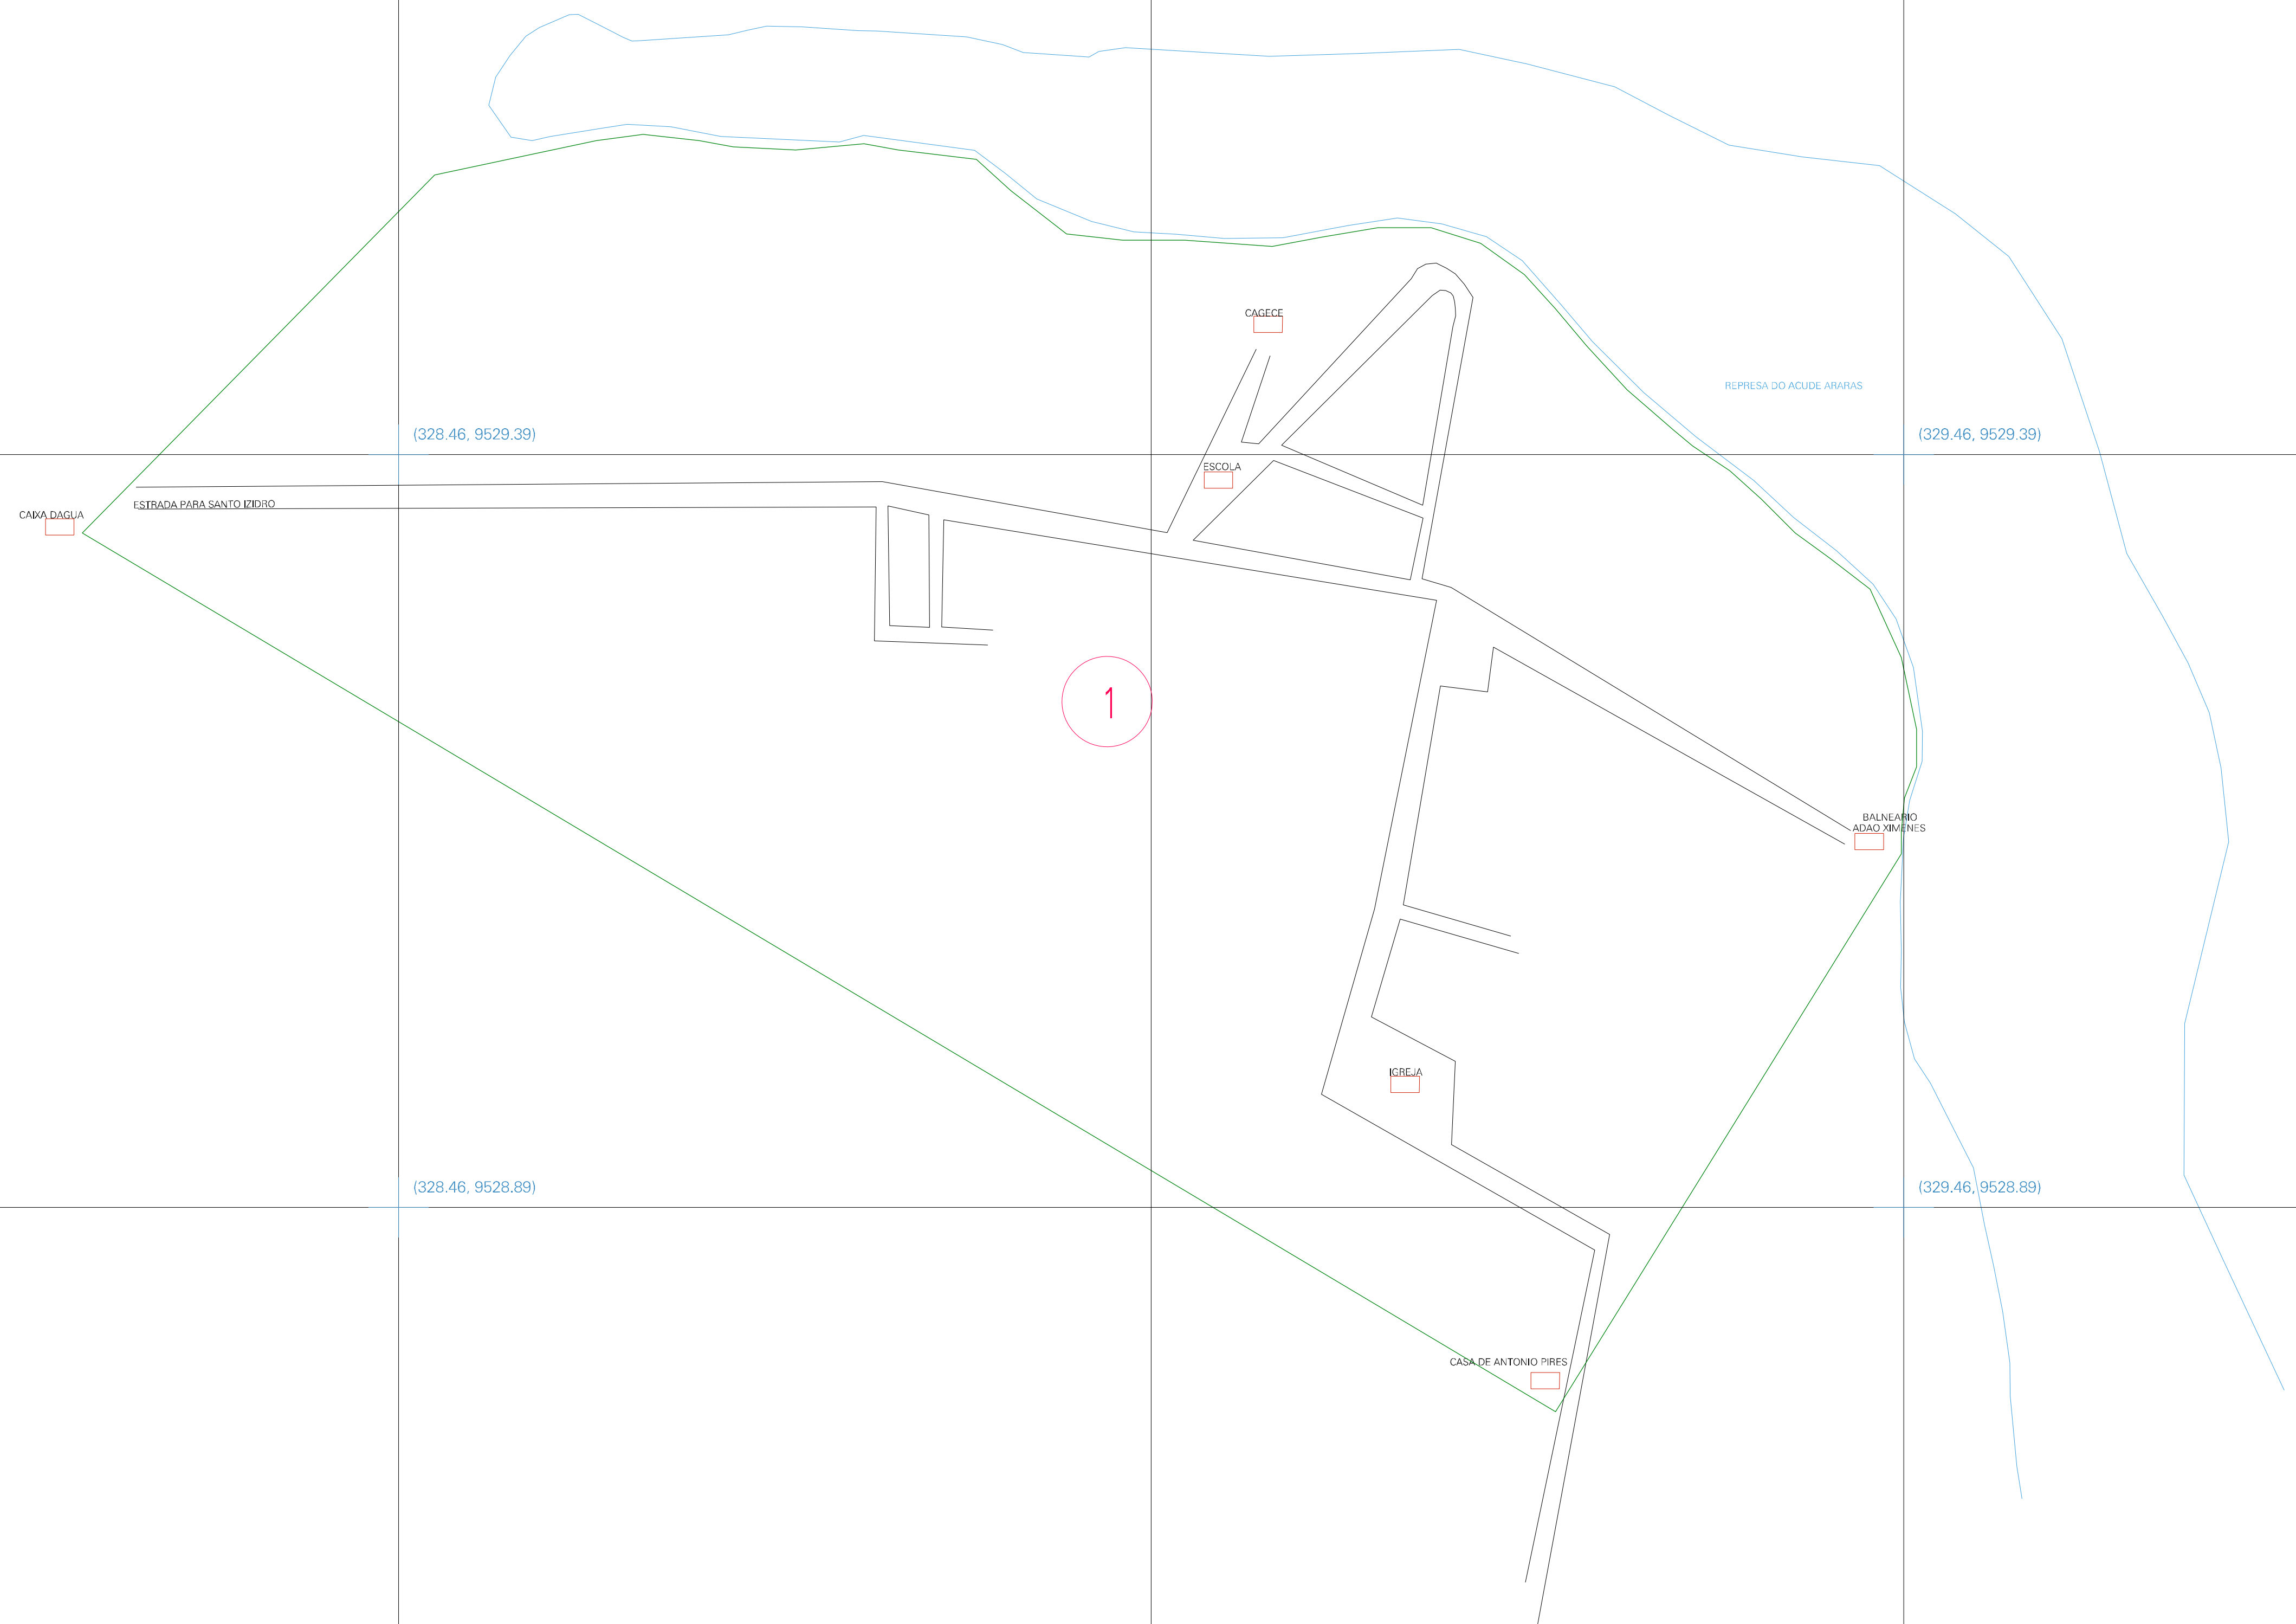 CAGECE
REPRESA DO ACUDE ARARAS
(328.46, 9529.39)
(329.46, 9529.39)
ESCOLA
ESTRADA PARA SANTO IZIDRO
CAIXA DAGUA
1
BALNEARIO
ADAO XIMENES
IGREJA
(328.46, 9528.89)
(329.46, 9528.89)
CASA DE ANTONIO PIRES